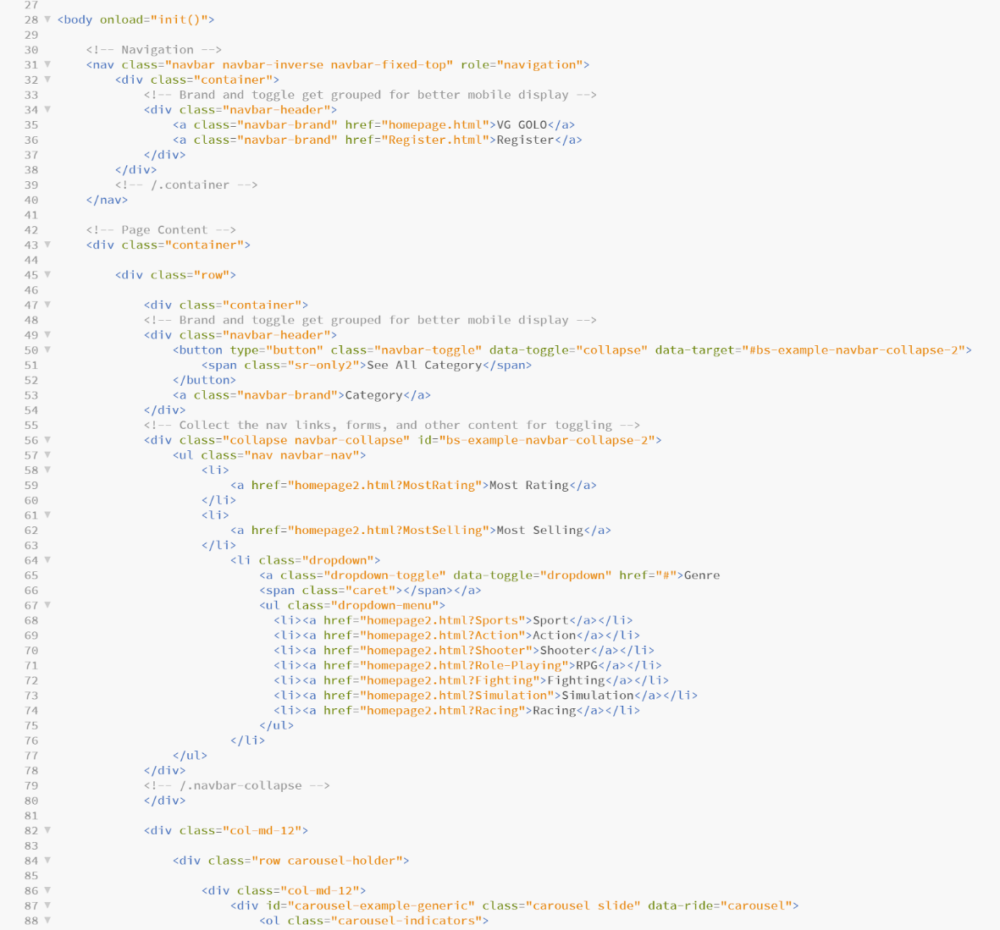 27
28 <body onload="init()">
29
30     <!-- Navigation -->
31     <nav class="navbar navbar-inverse navbar-fixed-top" role="navigation">
32         <div class="container">
33             <!-- Brand and toggle get grouped for better mobile display -->
34             <div class="navbar-header">
35                 <a class="navbar-brand" href="homepage.html">VG GOLO</a>
36                 <a class="navbar-brand" href="Register.html">Register</a>
37             </div>
38         </div>
39         <!-- /.container -->
40     </nav>
41
42     <!-- Page Content -->
43     <div class="container">
44
45         <div class="row">
46
47             <div class="container">
48             <!-- Brand and toggle get grouped for better mobile display -->
49             <div class="navbar-header">
50                 <button type="button" class="navbar-toggle" data-toggle="collapse" data-target="#bs-example-navbar-collapse-2">
51                     <span class="sr-only2">See All Category</span>
52                 </button>
53                 <a class="navbar-brand">Category</a>
54             </div>
55             <!-- Collect the nav links, forms, and other content for toggling -->
56             <div class="collapse navbar-collapse" id="bs-example-navbar-collapse-2">
57                 <ul class="nav navbar-nav">
58                     <li>
59                         <a href="homepage2.html?MostRating">Most Rating</a>
60                     </li>
61                     <li>
62                         <a href="homepage2.html?MostSelling">Most Selling</a>
63                     </li>
64                         <li class="dropdown">
65                             <a class="dropdown-toggle" data-toggle="dropdown" href="#">Genre
66                             <span class="caret"></span></a>
67                             <ul class="dropdown-menu">
68                               <li><a href="homepage2.html?Sports">Sport</a></li>
69                               <li><a href="homepage2.html?Action">Action</a></li>
70                               <li><a href="homepage2.html?Shooter">Shooter</a></li>
71                               <li><a href="homepage2.html?Role-Playing">RPG</a></li>
72                               <li><a href="homepage2.html?Fighting">Fighting</a></li>
73                               <li><a href="homepage2.html?Simulation">Simulation</a></li>
74                               <li><a href="homepage2.html?Racing">Racing</a></li>
75                             </ul>
76                         </li>
77                 </ul>
78             </div>
79             <!-- /.navbar-collapse -->
80             </div>
81
82             <div class="col-md-12">
83
84                 <div class="row carousel-holder">
85
86                     <div class="col-md-12">
87                         <div id="carousel-example-generic" class="carousel slide" data-ride="carousel">
88                             <ol class="carousel-indicators">